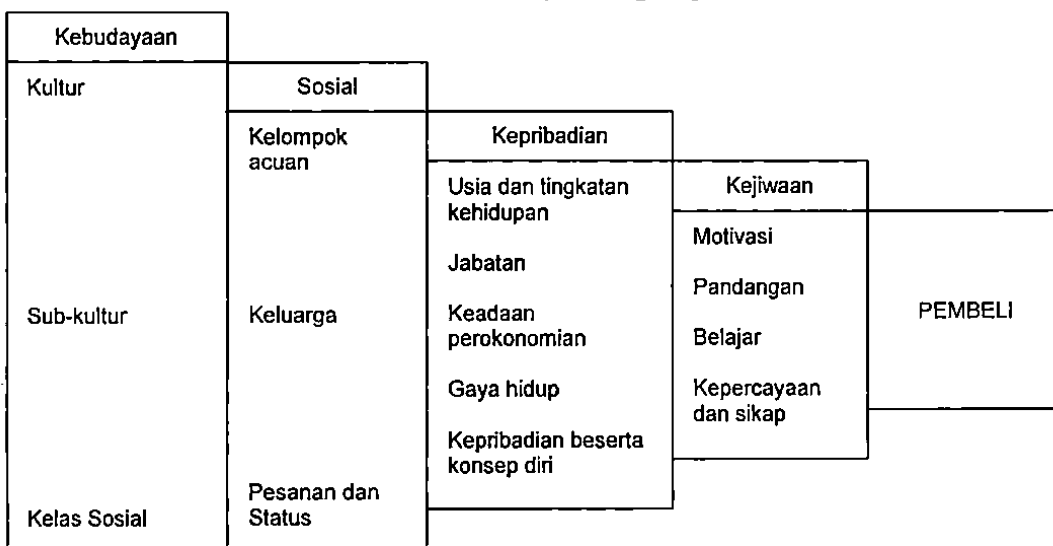 Kebudayaan
Kultur
Sub-kultur
Kelas Sosial
Sosial
Kelompok
acuan
Keluarga
Pesanan dan
Status
Kepribadian
Usia dan tingkatan
kehidupan
Jabatan
Keadaan
perokonomian
Gaya hidup
Kepribadian beserta
konsep diri
Kejiwaan
Motivasi
Pandangan
Belajar
Kepercayaan
dan sikap
PEMBELI